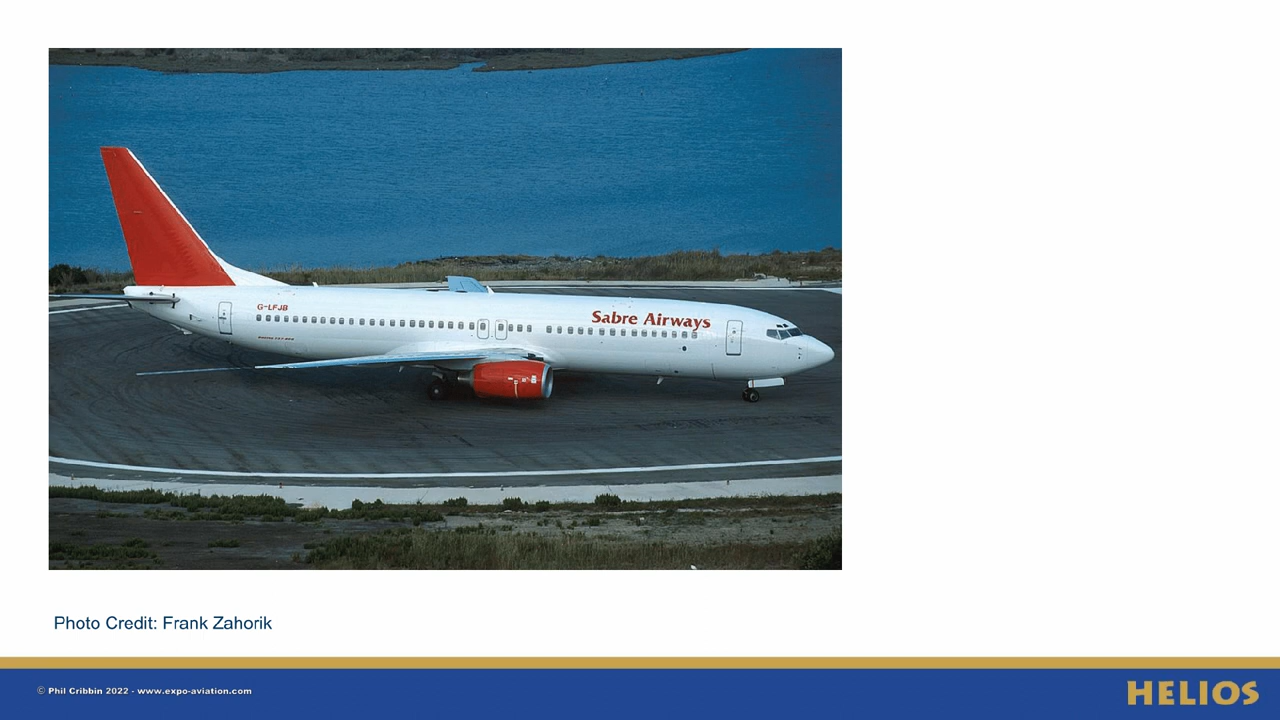 G-LFJB
Sabre Airways
Photo Credit: Frank Zahorik
© Phil Cribbin 2022 - www.expo-aviation.com
HELIOS